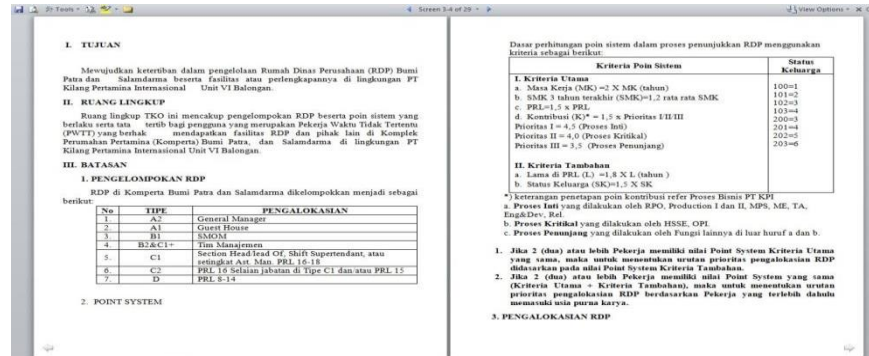 Tools
Screen 3-4 of 29
View Options
I. TUJUAN
Mewujudkan ketertiban dalam pengelolaan Rumah Dinas Perusahaan (RDP) Bumi
Patra dan Salamdarma beserta fasilitas atau perlengkapannya di lingkungan PT
Kilang Pertamina Internasional Unit VI Balongan.
II. RUANG LINGKUP
Ruang lingkup TKO ini mencakup pengelompokan RDP beserta poin sistem yang
berlaku serta tata tertib bagi pengguna yang merupakan Pekerja Waktu Tidak Tertentu
(PWTT) yang berhak mendapatkan fasilitas RDP dan pihak lain di Komplek
Perumahan Pertamina (Komperta) Bumi Patra, dan Salamdarma di lingkungan PT
Kilang Pertamina Internasional Unit VI Balongan.
III. BATASAN
1. PENGELOMPOKAN RDP
RDP di Komperta Bumi Patra dan Salamdarma dikelompokkan menjadi sebagai
berikut:
No TIPE PENGALOKASIAN
1. A2 General Manager
2. A1 Guest House
3. B1 SMOM
4. B2&C1+ Tim Manajemen
5. C1 Section Head/lead Of, Shift Supertendant, atau
setingkat Ast. Man. PRL 16-18
6. C2 PRL 16 Selaian jabatan di Tipe C1 dan/atau PRL 15
7. D PRL 8-14
2. POINT SYSTEM
Dasar perhitungan poin sistem dalam proses penunjukkan RDP menggunakan
kriteria sebagai berikut:
Kriteria Poin Sistem Status
Keluarga
I. Kriteria Utama
a. Masa Kerja (MK) =2 X MK (tahun) 100=1
b. SMK 3 tahun terakhir (SMK)=1,2 rata rata SMK 101=2
c. PRL=1,5 x PRL 102=3
d. Kontribusi (K)* = 1,5 x Prioritas I/II/III 103=4
Prioritas I = 4,5 (Proses Inti) 200=3
Prioritas II = 4,0 (Proses Kritikal) 201=4
Prioritas III = 3,5 (Proses Penunjang) 202=5
203=6
II. Kriteria Tambahan
a. Lama di PRL (L) =1,8 X L (tahun )
b. Status Keluarga (SK)=1,5 X SK
*) keterangan penetapan poin kontribusi refer Proses Bisnis PT KPI
a. Proses Inti yang dilakukan oleh RPO, Production I dan II, MPS, ME, TA,
Eng&Dev, Rel.
b. Proses Kritikal yang dilakukan oleh HSSE, OPI.
c. Proses Penunjang yang dilakukan oleh Fungsi lainnya di luar huruf a dan b.
1. Jika 2 (dua) atau lebih Pekerja memiliki nilai Point System Kriteria Utama
yang sama, maka untuk menentukan urutan prioritas pengalokasian RDP
didasarkan pada nilai Point System Kriteria Tambahan.
2. Jika 2 (dua) atau lebih Pekerja memiliki nilai Point System yang sama
(Kriteria Utama + Kriteria Tambahan), maka untuk menentukan urutan
prioritas pengalokasian RDP berdasarkan Pekerja yang terlebih dahulu
memasuki usia purna karya.
3. PENGALOKASIAN RDP